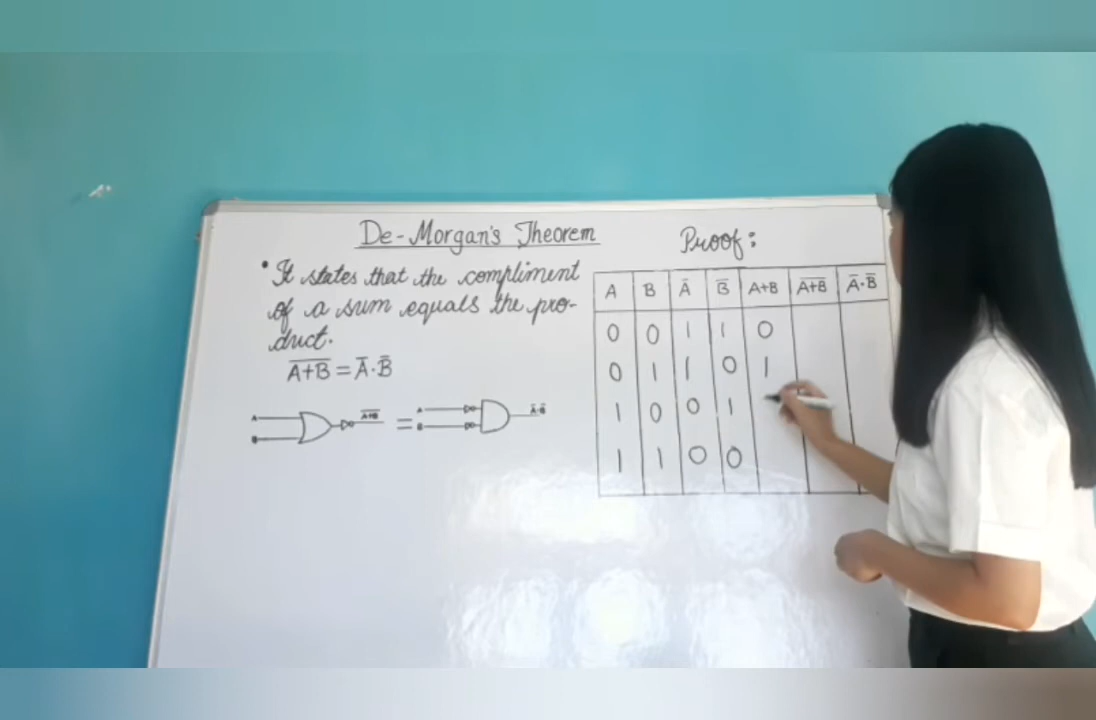 De-Morgan's Theorem
• It states that the compliment
of a sum equals the pro-
duct.
A̅+̅B̅ = A̅·B̅
A
B
A̅+̅B̅
=
A
B
A̅·B̅
Proof:
A B A̅ B̅ A+B A̅+̅B̅ A̅·B̅
0 0 1 1 0
0 1 1 0 1
1 0 0 1
1 1 0 0